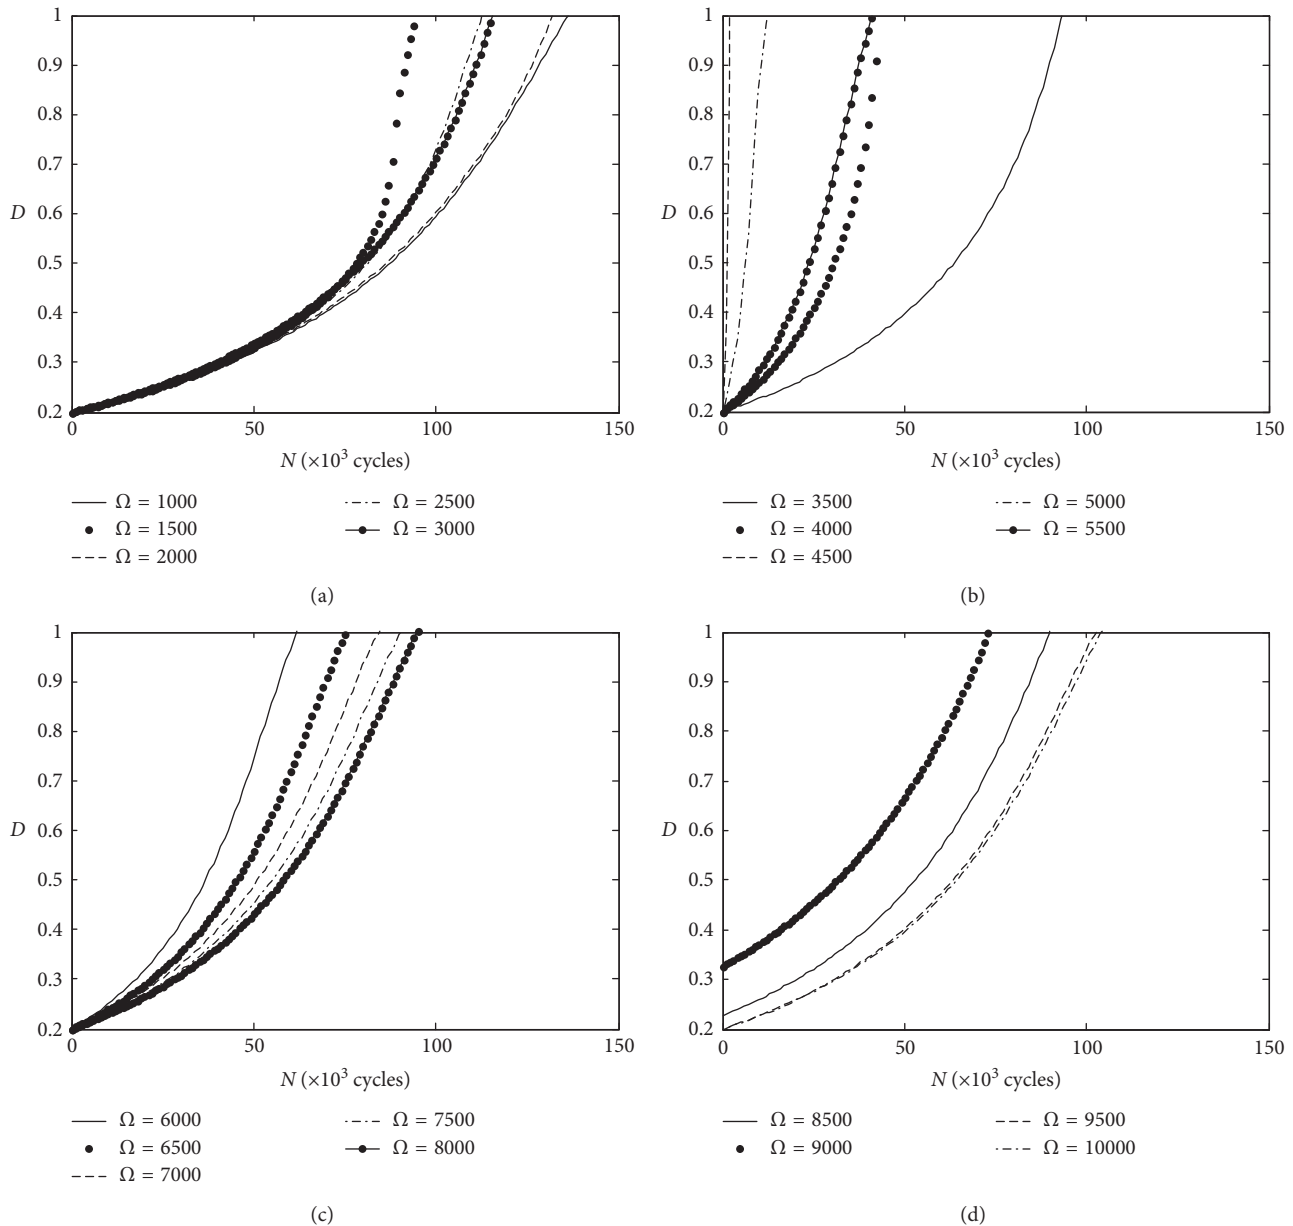 1
0.9
0.8
0.7
D 0.6
0.5
0.4
0.3
0.2
0 50 100 150
N (×10³ cycles)
Ω = 1000
Ω = 1500
Ω = 2000
Ω = 2500
Ω = 3000
(a)
1
0.9
0.8
0.7
D 0.6
0.5
0.4
0.3
0.2
0 50 100 150
N (×10³ cycles)
Ω = 3500
Ω = 4000
Ω = 4500
Ω = 5000
Ω = 5500
(b)
1
0.9
0.8
0.7
D 0.6
0.5
0.4
0.3
0.2
0 50 100 150
N (×10³ cycles)
Ω = 6000
Ω = 6500
Ω = 7000
Ω = 7500
Ω = 8000
(c)
1
0.9
0.8
0.7
D 0.6
0.5
0.4
0.3
0.2
0 50 100 150
N (×10³ cycles)
Ω = 8500
Ω = 9000
Ω = 9500
Ω = 10000
(d)